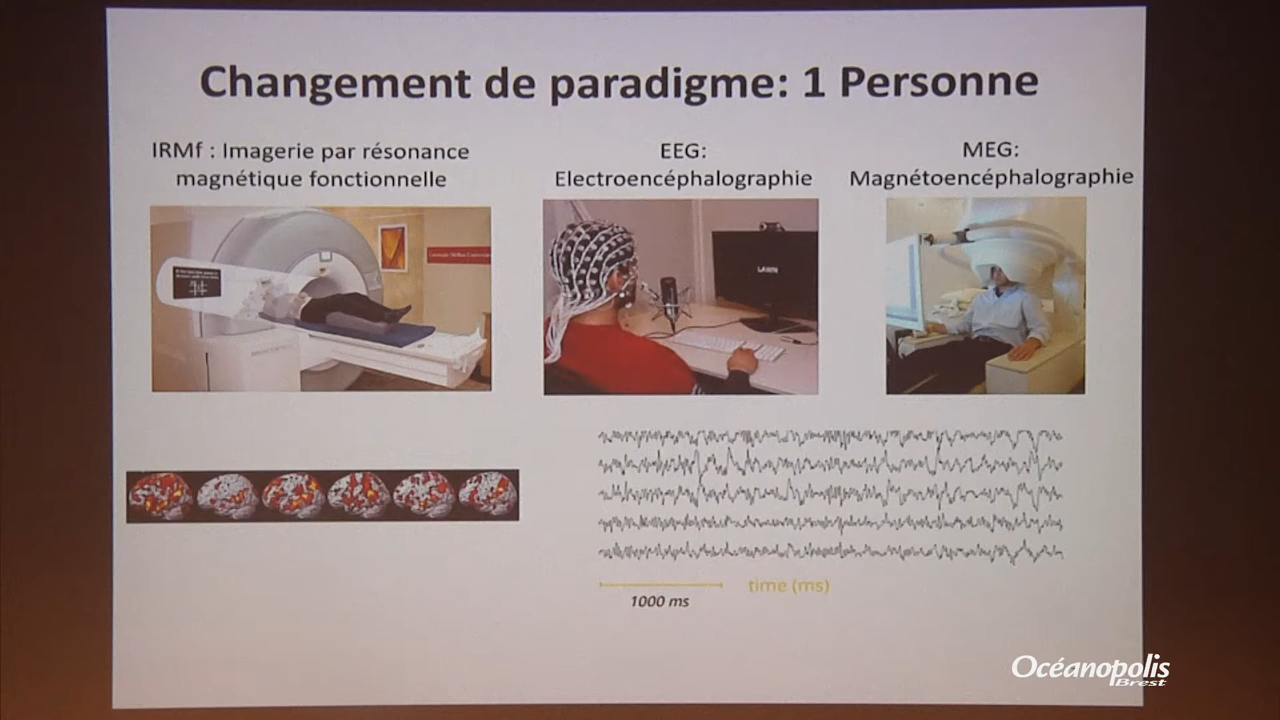 Changement de paradigme: 1 Personne
IRMf : Imagerie par résonance
magnétique fonctionnelle
EEG:
Electroencéphalographie
MEG:
Magnétoencéphalographie
1000 ms
time (ms)
Océanopolis
Brest